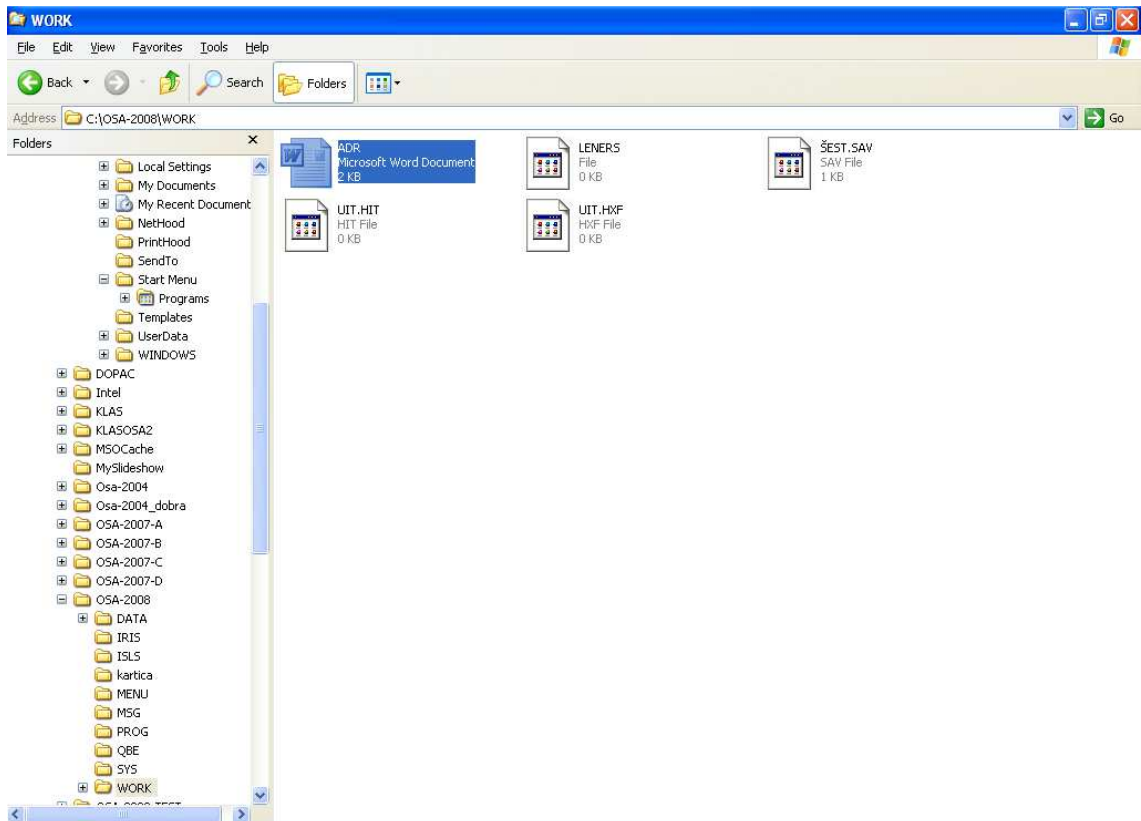 WORK
File Edit View Favorites Tools Help
Back Search Folders
Address C:\OSA-2008\WORK Go
Folders
Local Settings
My Documents
My Recent Document
NetHood
PrintHood
SendTo
Start Menu
Programs
Templates
UserData
WINDOWS
DOPAC
Intel
KLAS
KLASOSA2
MSOCache
MySlideshow
Osa-2004
Osa-2004_dobra
OSA-2007-A
OSA-2007-B
OSA-2007-C
OSA-2007-D
OSA-2008
DATA
IRIS
ISLS
kartica
MENU
MSG
PROG
QBE
SYS
WORK
ADR
Microsoft Word Document
2 KB
LENERS
File
0 KB
ŠEST.SAV
SAV File
1 KB
UIT.HIT
HIT File
0 KB
UIT.HXF
HXF File
0 KB